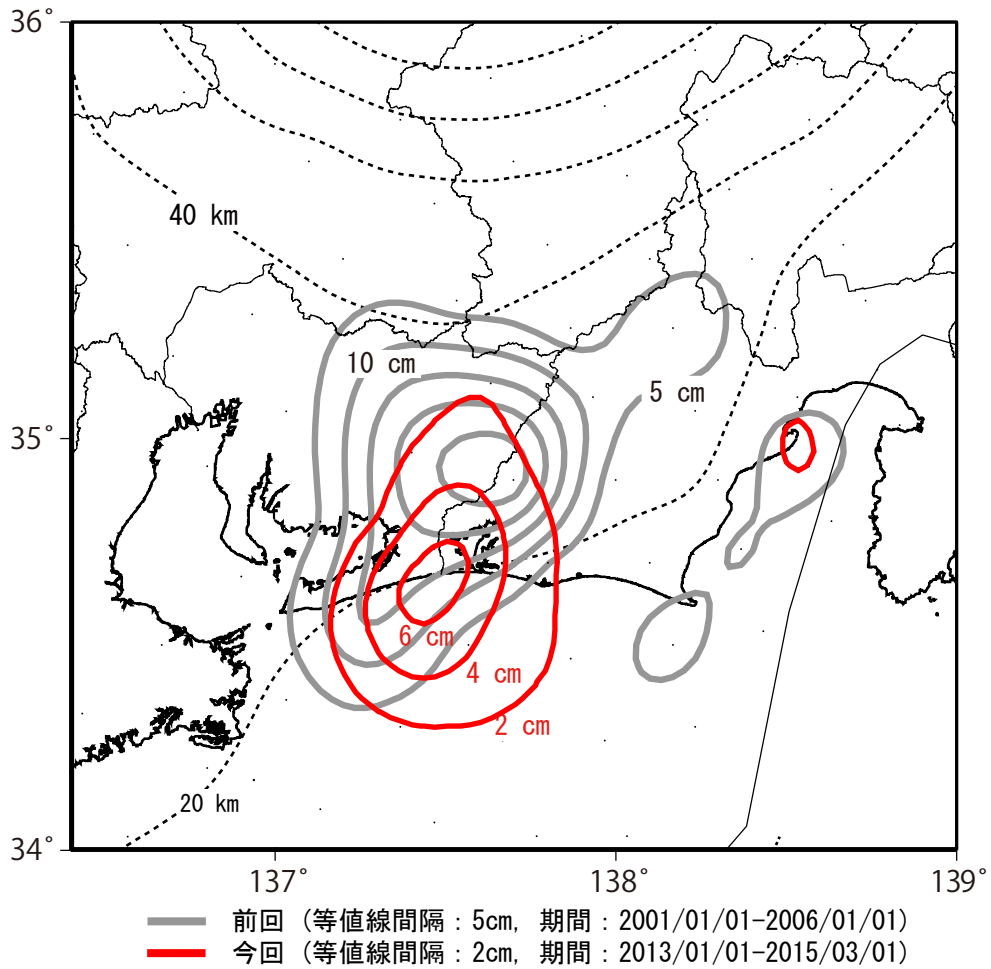 36°
40 km
10 cm
5 cm
35°
6 cm
4 cm
2 cm
20 km
34°
137°
138°
139°
前回 (等値線間隔：5cm, 期間：2001/01/01-2006/01/01)
今回 (等値線間隔：2cm, 期間：2013/01/01-2015/03/01)